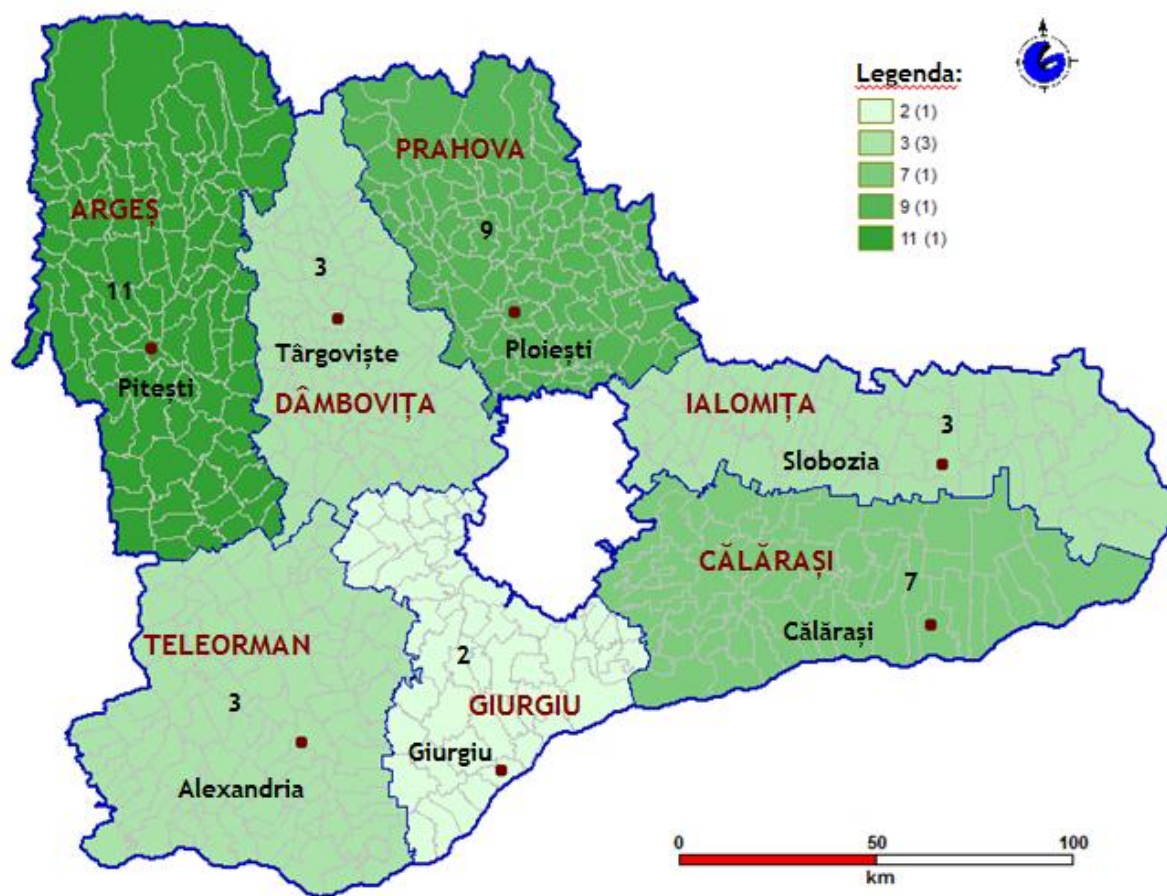 Legenda:
2 (1)
3 (3)
7 (1)
9 (1)
11 (1)
PRAHOVA
9
Ploiești
ARGEȘ
11
Pitești
3
Târgoviște
DÂMBOVIȚA
IALOMIȚA
3
Slobozia
CĂLĂRAȘI
7
Călărași
TELEORMAN
3
Alexandria
2
GIURGIU
Giurgiu
0 50 100
km